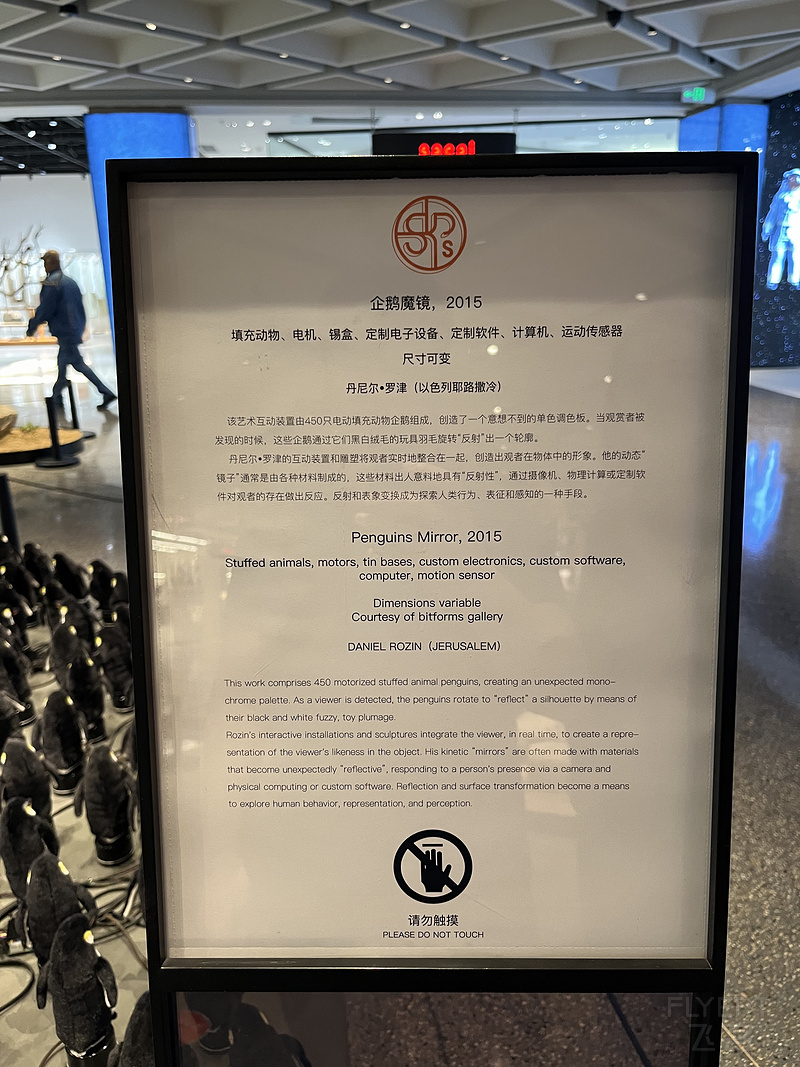 sacai
SKP
S
企鹅魔镜，2015
填充动物、电机、锡盒、定制电子设备、定制软件、计算机、运动传感器
尺寸可变
丹尼尔•罗津（以色列耶路撒冷）
该艺术互动装置由450只电动填充动物企鹅组成，创造了一个意想不到的单色调色板。当观赏者被
发现的时候，这些企鹅通过它们黑白绒毛的玩具羽毛旋转“反射”出一个轮廓。
丹尼尔•罗津的互动装置和雕塑将观者实时地整合在一起，创造出观者在物体中的形象。他的动态“
镜子”通常是由各种材料制成的，这些材料出人意料地具有“反射性”，通过摄像机、物理计算或定制软
件对观者的存在做出反应。反射和表象变换成为探索人类行为、表征和感知的一种手段。
Penguins Mirror, 2015
Stuffed animals, motors, tin bases, custom electronics, custom software,
computer, motion sensor
Dimensions variable
Courtesy of bitforms gallery
DANIEL ROZIN（JERUSALEM）
This work comprises 450 motorized stuffed animal penguins, creating an unexpected mono–
chrome palette. As a viewer is detected, the penguins rotate to “reflect” a silhouette by means of
their black and white fuzzy, toy plumage.
Rozin's interactive installations and sculptures integrate the viewer, in real time, to create a repre–
sentation of the viewer's likeness in the object. His kinetic “mirrors” are often made with materials
that become unexpectedly “reflective”, responding to a person's presence via a camera and
physical computing or custom software. Reflection and surface transformation become a means
to explore human behavior, representation, and perception.
请勿触摸
PLEASE DO NOT TOUCH